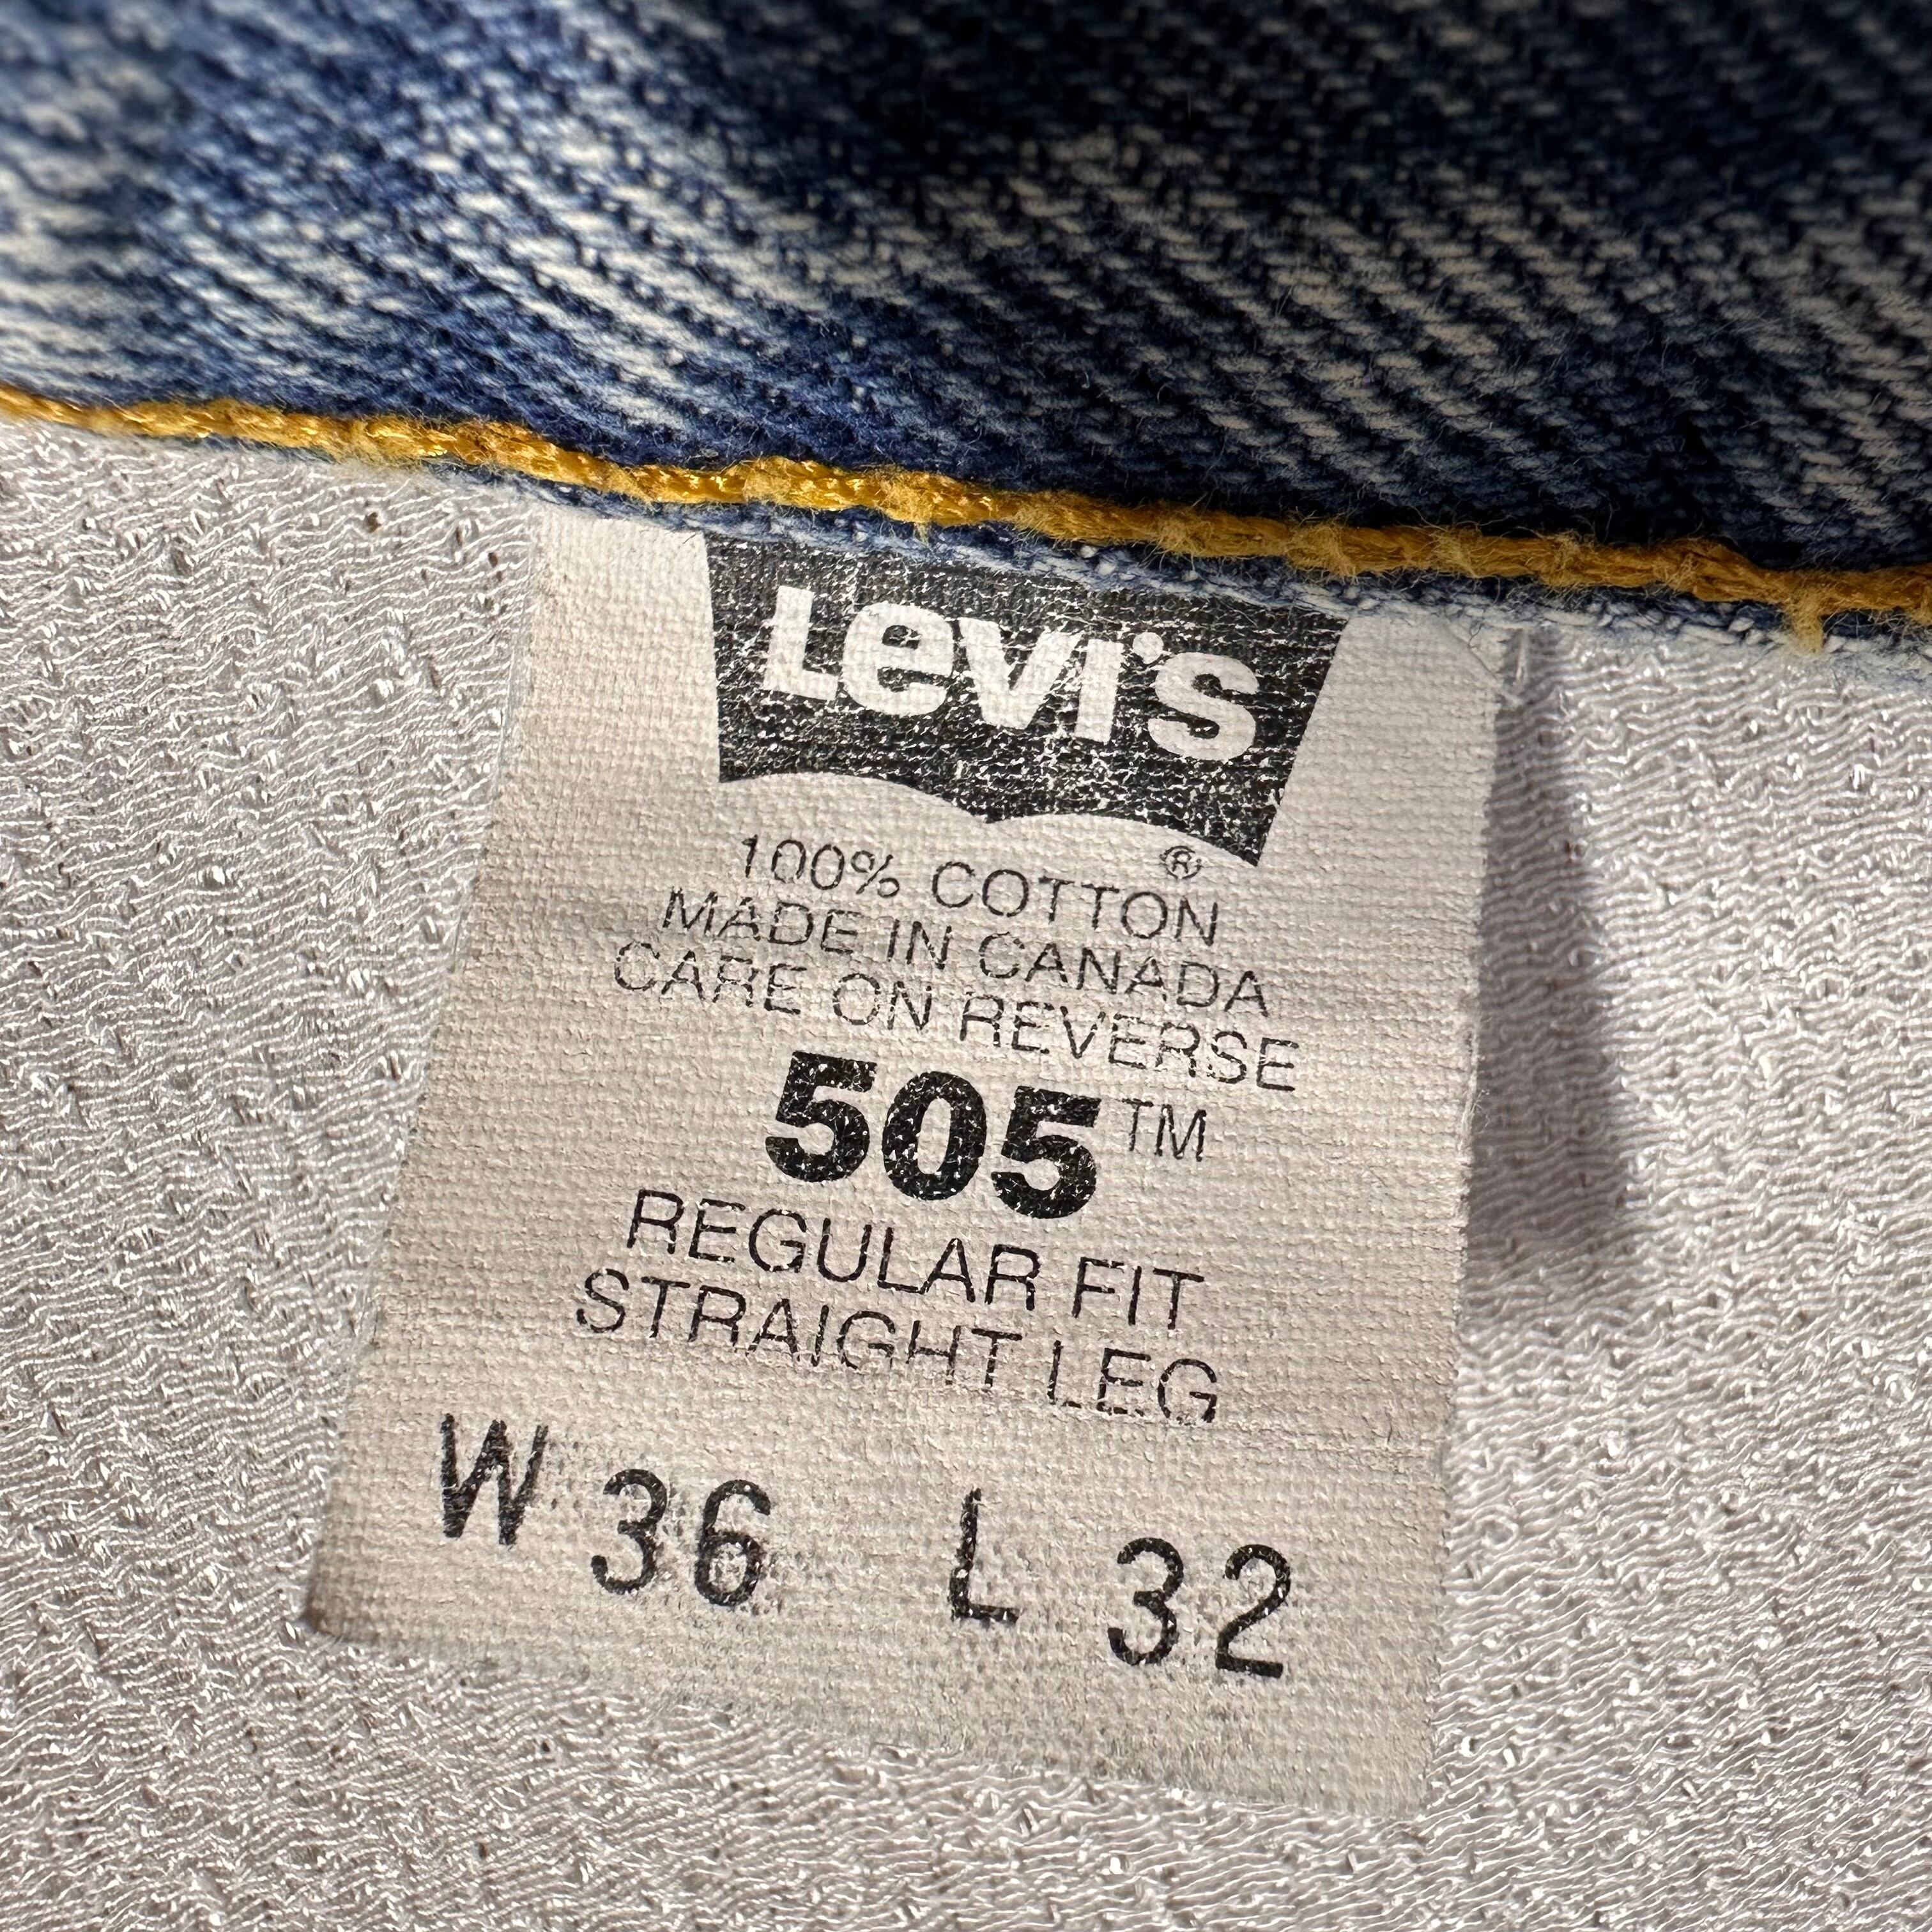 Levi's
®
100% COTTON
MADE IN CANADA
CARE ON REVERSE
505™
REGULAR FIT
STRAIGHT LEG
W 36 L 32